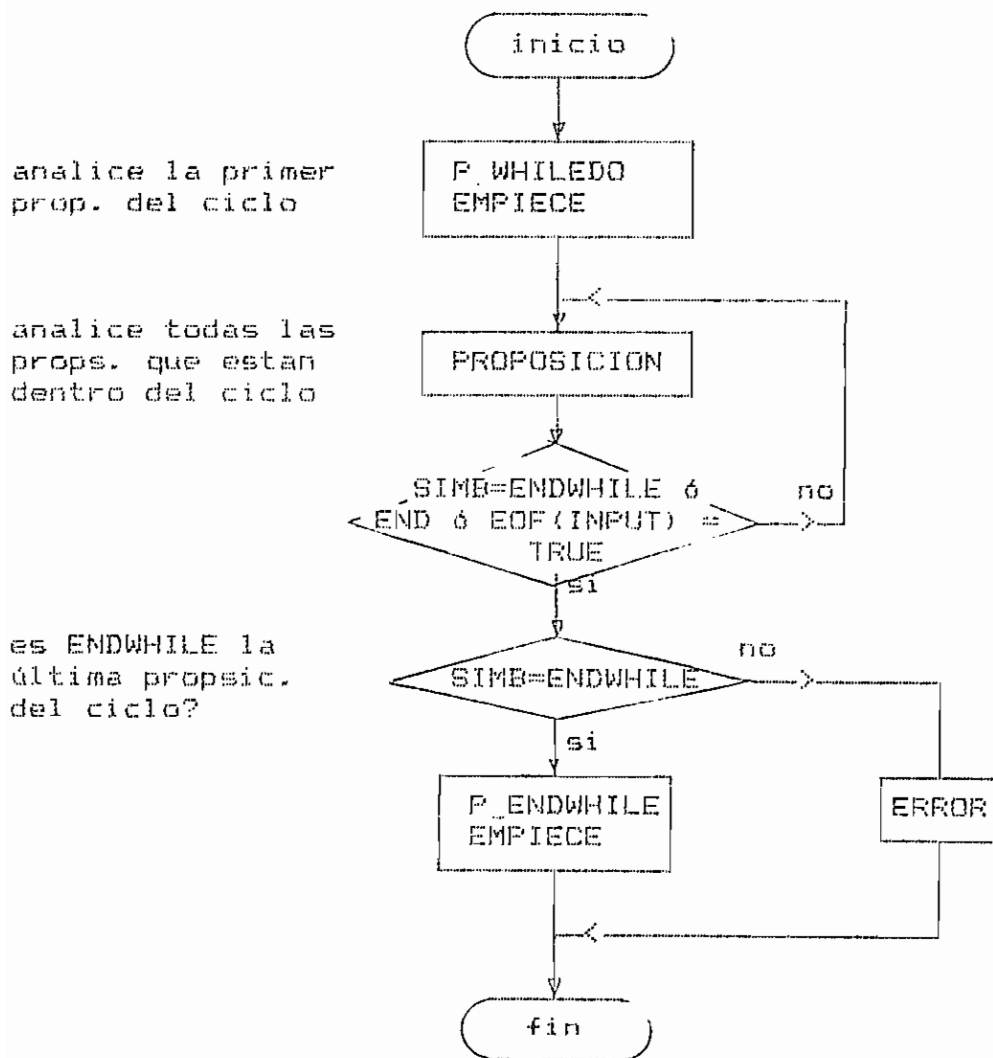 inicio
analice la primer
prop. del ciclo
P_WHILEDO
EMPIECE
analice todas las
props. que estan
dentro del ciclo
PROPOSICION
SIMB=ENDWHILE ó
END ó EOF(INPUT) =
TRUE
no
si
es ENDWHILE la
última propsic.
del ciclo?
SIMB=ENDWHILE
no
si
P_ENDWHILE
EMPIECE
ERROR
fin